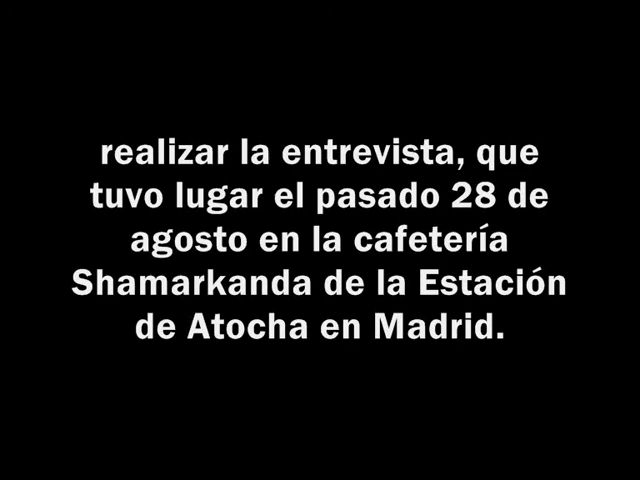 realizar la entrevista, que
tuvo lugar el pasado 28 de
agosto en la cafetería
Shamarkanda de la Estación
de Atocha en Madrid.